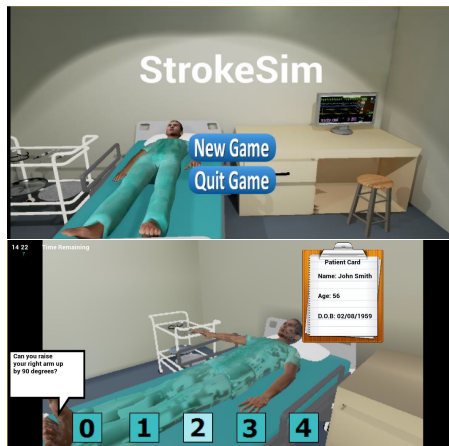 StrokeSim
New Game
Quit Game
14 22
Time Remaining
Patient Card
Name: John Smith
Age: 56
D.O.B: 02/08/1959
Can you raise
your right arm up
by 90 degrees?
0 1 2 3 4